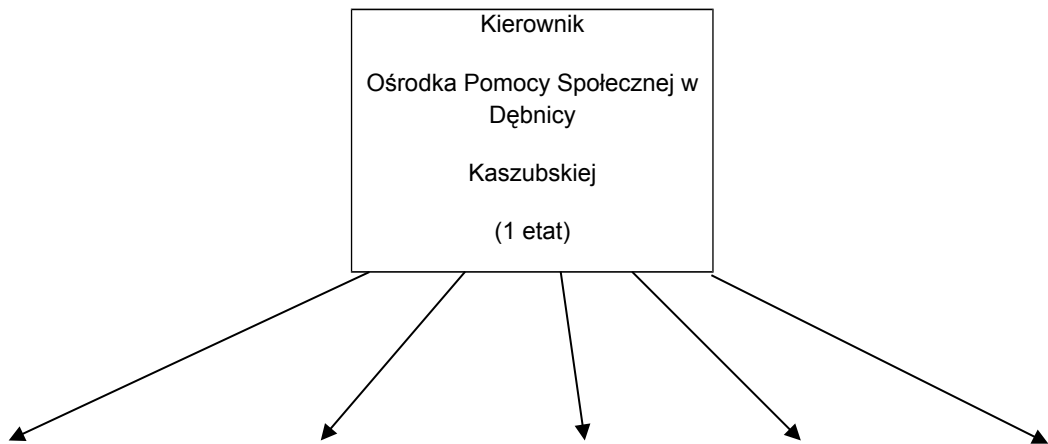 Kierownik
Ośrodka Pomocy Społecznej w
Dębnicy
Kaszubskiej
(1 etat)